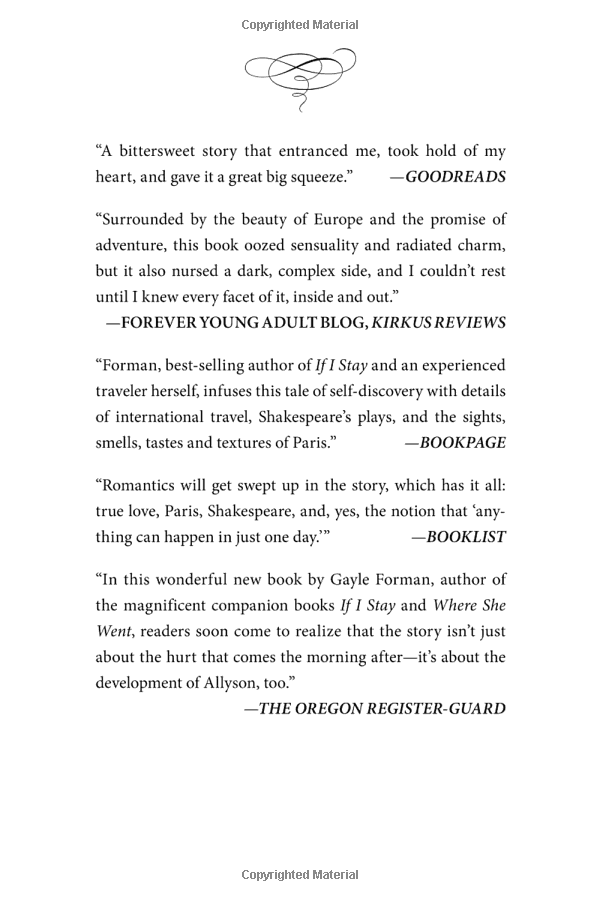 Copyrighted Material
“A bittersweet story that entranced me, took hold of my
heart, and gave it a great big squeeze.” —GOODREADS
“Surrounded by the beauty of Europe and the promise of
adventure, this book oozed sensuality and radiated charm,
but it also nursed a dark, complex side, and I couldn’t rest
until I knew every facet of it, inside and out.”
—FOREVER YOUNG ADULT BLOG, KIRKUS REVIEWS
“Forman, best-selling author of If I Stay and an experienced
traveler herself, infuses this tale of self-discovery with details
of international travel, Shakespeare’s plays, and the sights,
smells, tastes and textures of Paris.” —BOOKPAGE
“Romantics will get swept up in the story, which has it all:
true love, Paris, Shakespeare, and, yes, the notion that ‘any-
thing can happen in just one day.’” —BOOKLIST
“In this wonderful new book by Gayle Forman, author of
the magnificent companion books If I Stay and Where She
Went, readers soon come to realize that the story isn’t just
about the hurt that comes the morning after—it’s about the
development of Allyson, too.”
—THE OREGON REGISTER-GUARD
Copyrighted Material